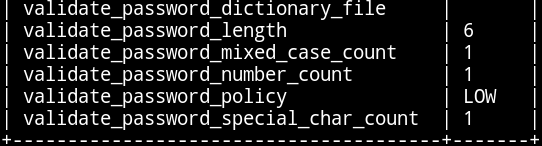 | validate_password_dictionary_file    |       |
| validate_password_length             | 6     |
| validate_password_mixed_case_count   | 1     |
| validate_password_number_count       | 1     |
| validate_password_policy             | LOW   |
| validate_password_special_char_count | 1     |
+--------------------------------------+-------+